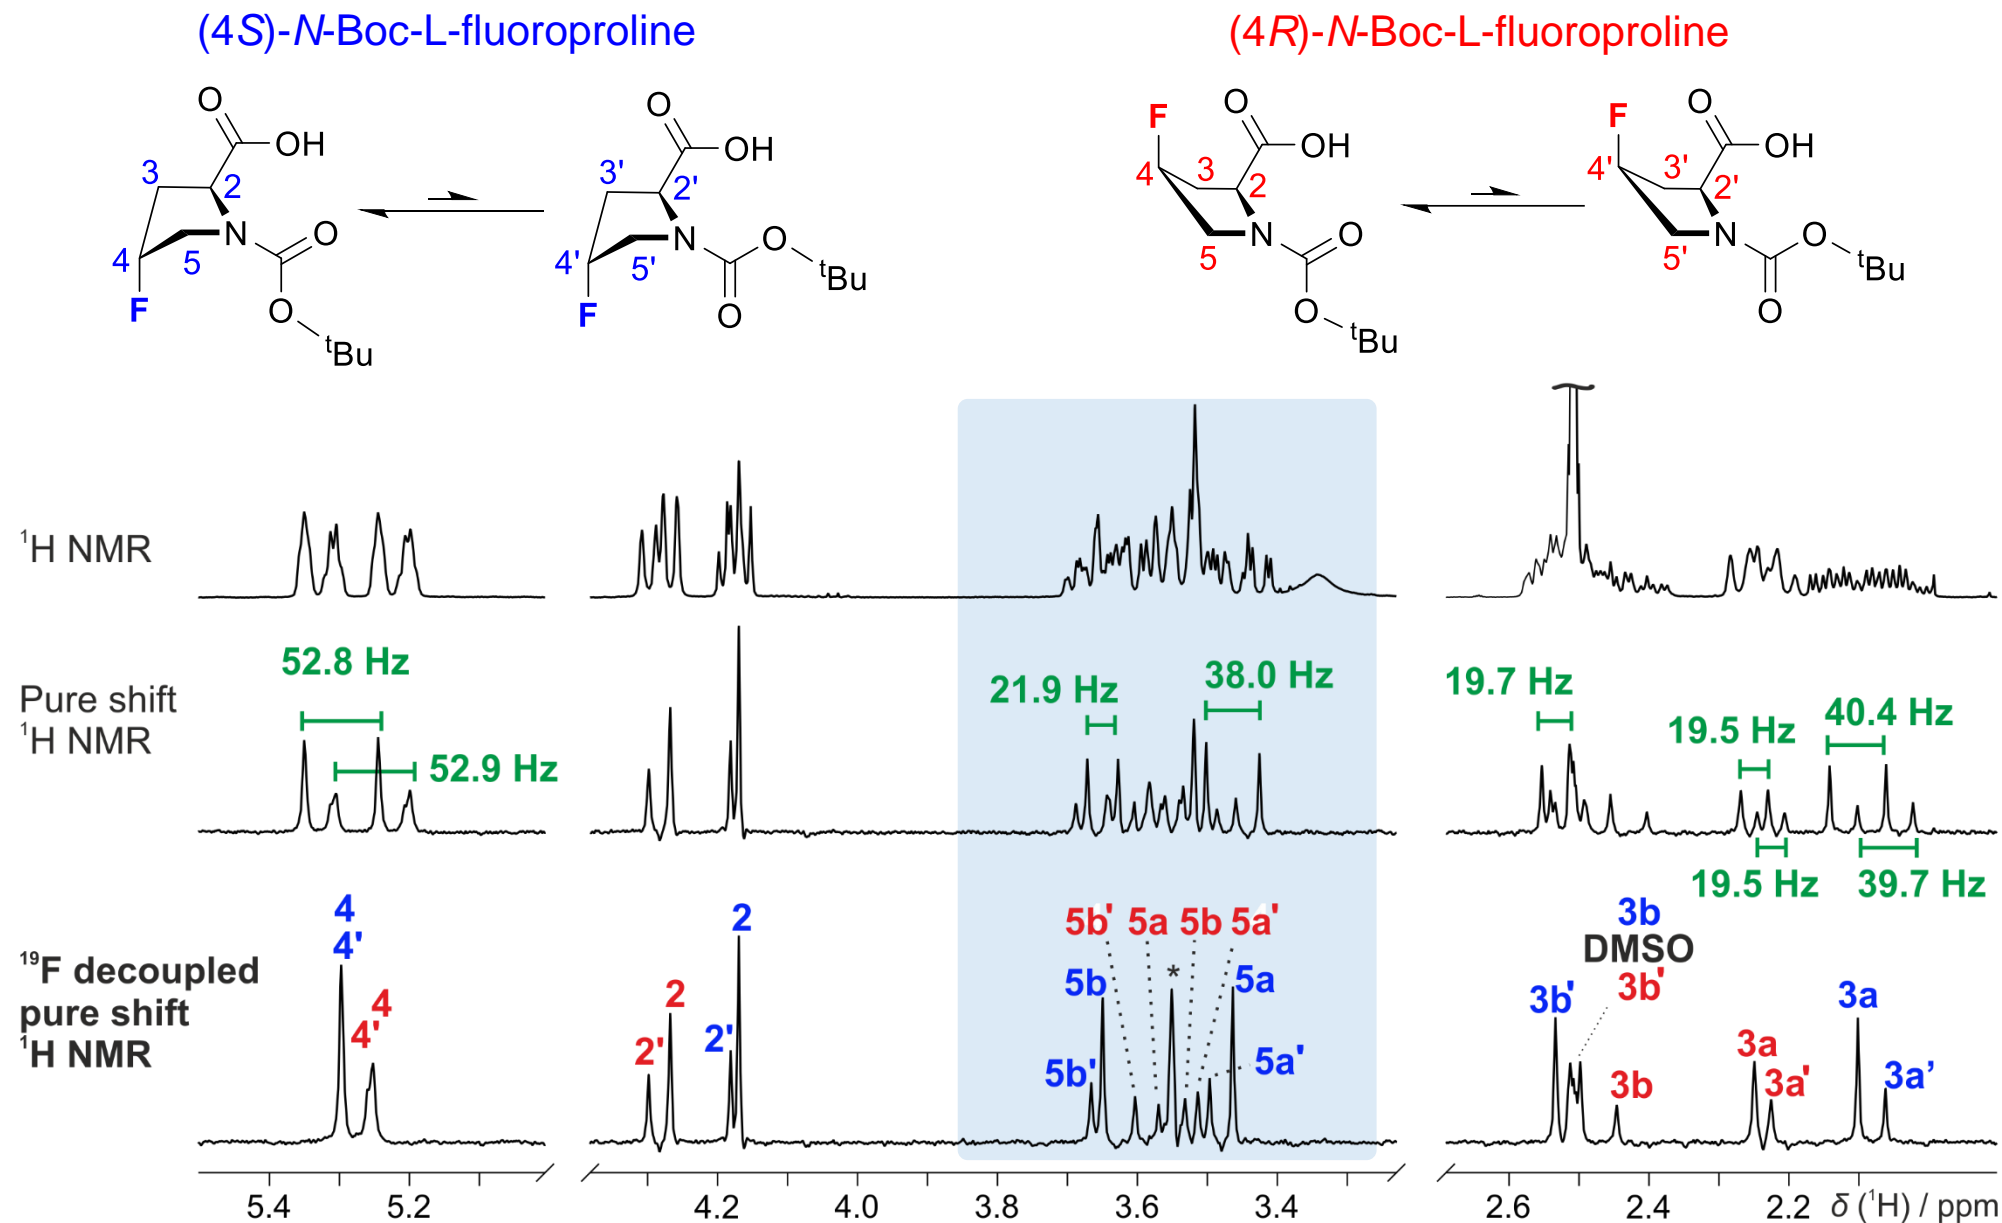 (4S)-N-Boc-L-fluoroproline
(4R)-N-Boc-L-fluoroproline
O
OH
3
2
N
O
4
5
F
O
tBu
O
OH
3'
2'
N
O
tBu
4'
5'
F
O
F
O
OH
4
3
2
N
O
5
O
tBu
F
O
OH
4'
3'
2'
N
O
tBu
5'
O
1H NMR
52.8 Hz
52.9 Hz
Pure shift
1H NMR
21.9 Hz
38.0 Hz
19.7 Hz
19.5 Hz
40.4 Hz
19.5 Hz
39.7 Hz
19F decoupled
pure shift
1H NMR
4
4'
4
4'
2'
2
2'
2
5b'
5a
5b
5a'
5b
*
5a
5b'
5a'
3b
DMSO
3b'
3b'
3b
3a
3a'
3a
3a’
5.4
5.2
4.2
4.0
3.8
3.6
3.4
2.6
2.4
2.2
δ (1H) / ppm